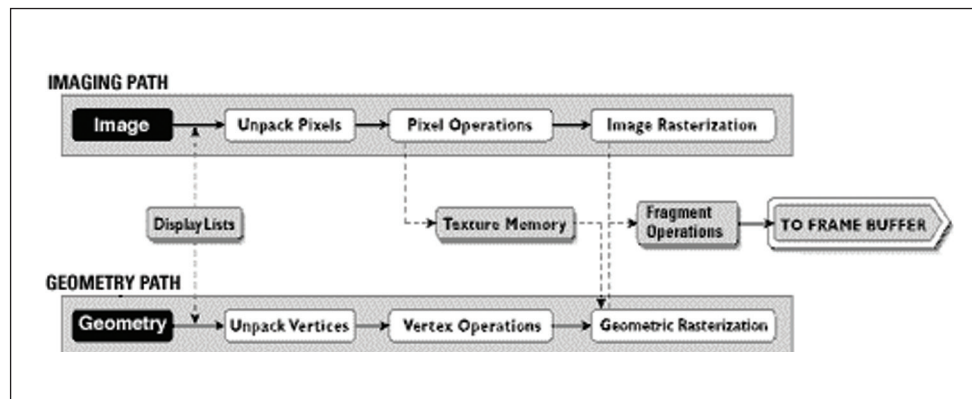 IMAGING PATH
Image
Unpack Pixels
Pixel Operations
Image Rasterization
Display Lists
Texture Memory
Fragment
Operations
TO FRAME BUFFER
GEOMETRY PATH
Geometry
Unpack Vertices
Vertex Operations
Geometric Rasterization